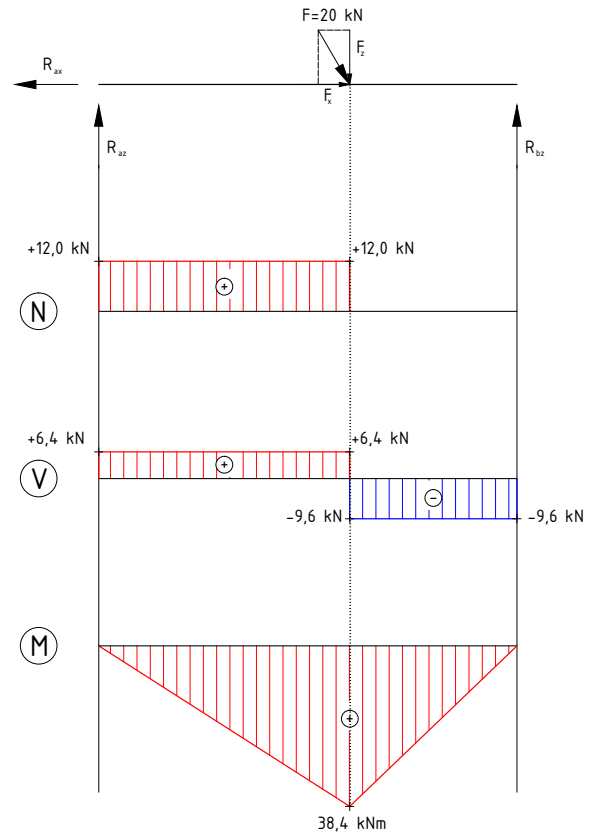 F=20 kN
F_z
R_ax
F_x
R_az
R_bz
+12,0 kN
+12,0 kN
+
N
+6,4 kN
+6,4 kN
+
V
−
−9,6 kN
−9,6 kN
M
+
38,4 kNm